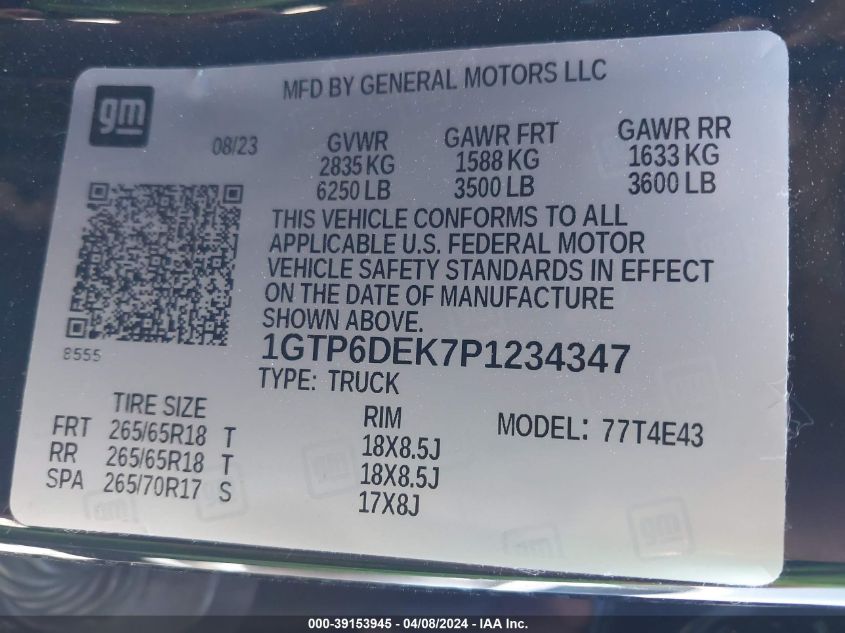 gm
MFD BY GENERAL MOTORS LLC
08/23
GVWR GAWR FRT GAWR RR
2835 KG 1588 KG 1633 KG
6250 LB 3500 LB 3600 LB
THIS VEHICLE CONFORMS TO ALL
APPLICABLE U.S. FEDERAL MOTOR
VEHICLE SAFETY STANDARDS IN EFFECT
ON THE DATE OF MANUFACTURE
SHOWN ABOVE.
8555
1GTP6DEK7P1234347
TYPE: TRUCK
TIRE SIZE RIM MODEL: 77T4E43
FRT 265/65R18 T 18X8.5J
RR 265/65R18 T 18X8.5J
SPA 265/70R17 S 17X8J
gm
000-39153945 - 04/08/2024 - IAA Inc.